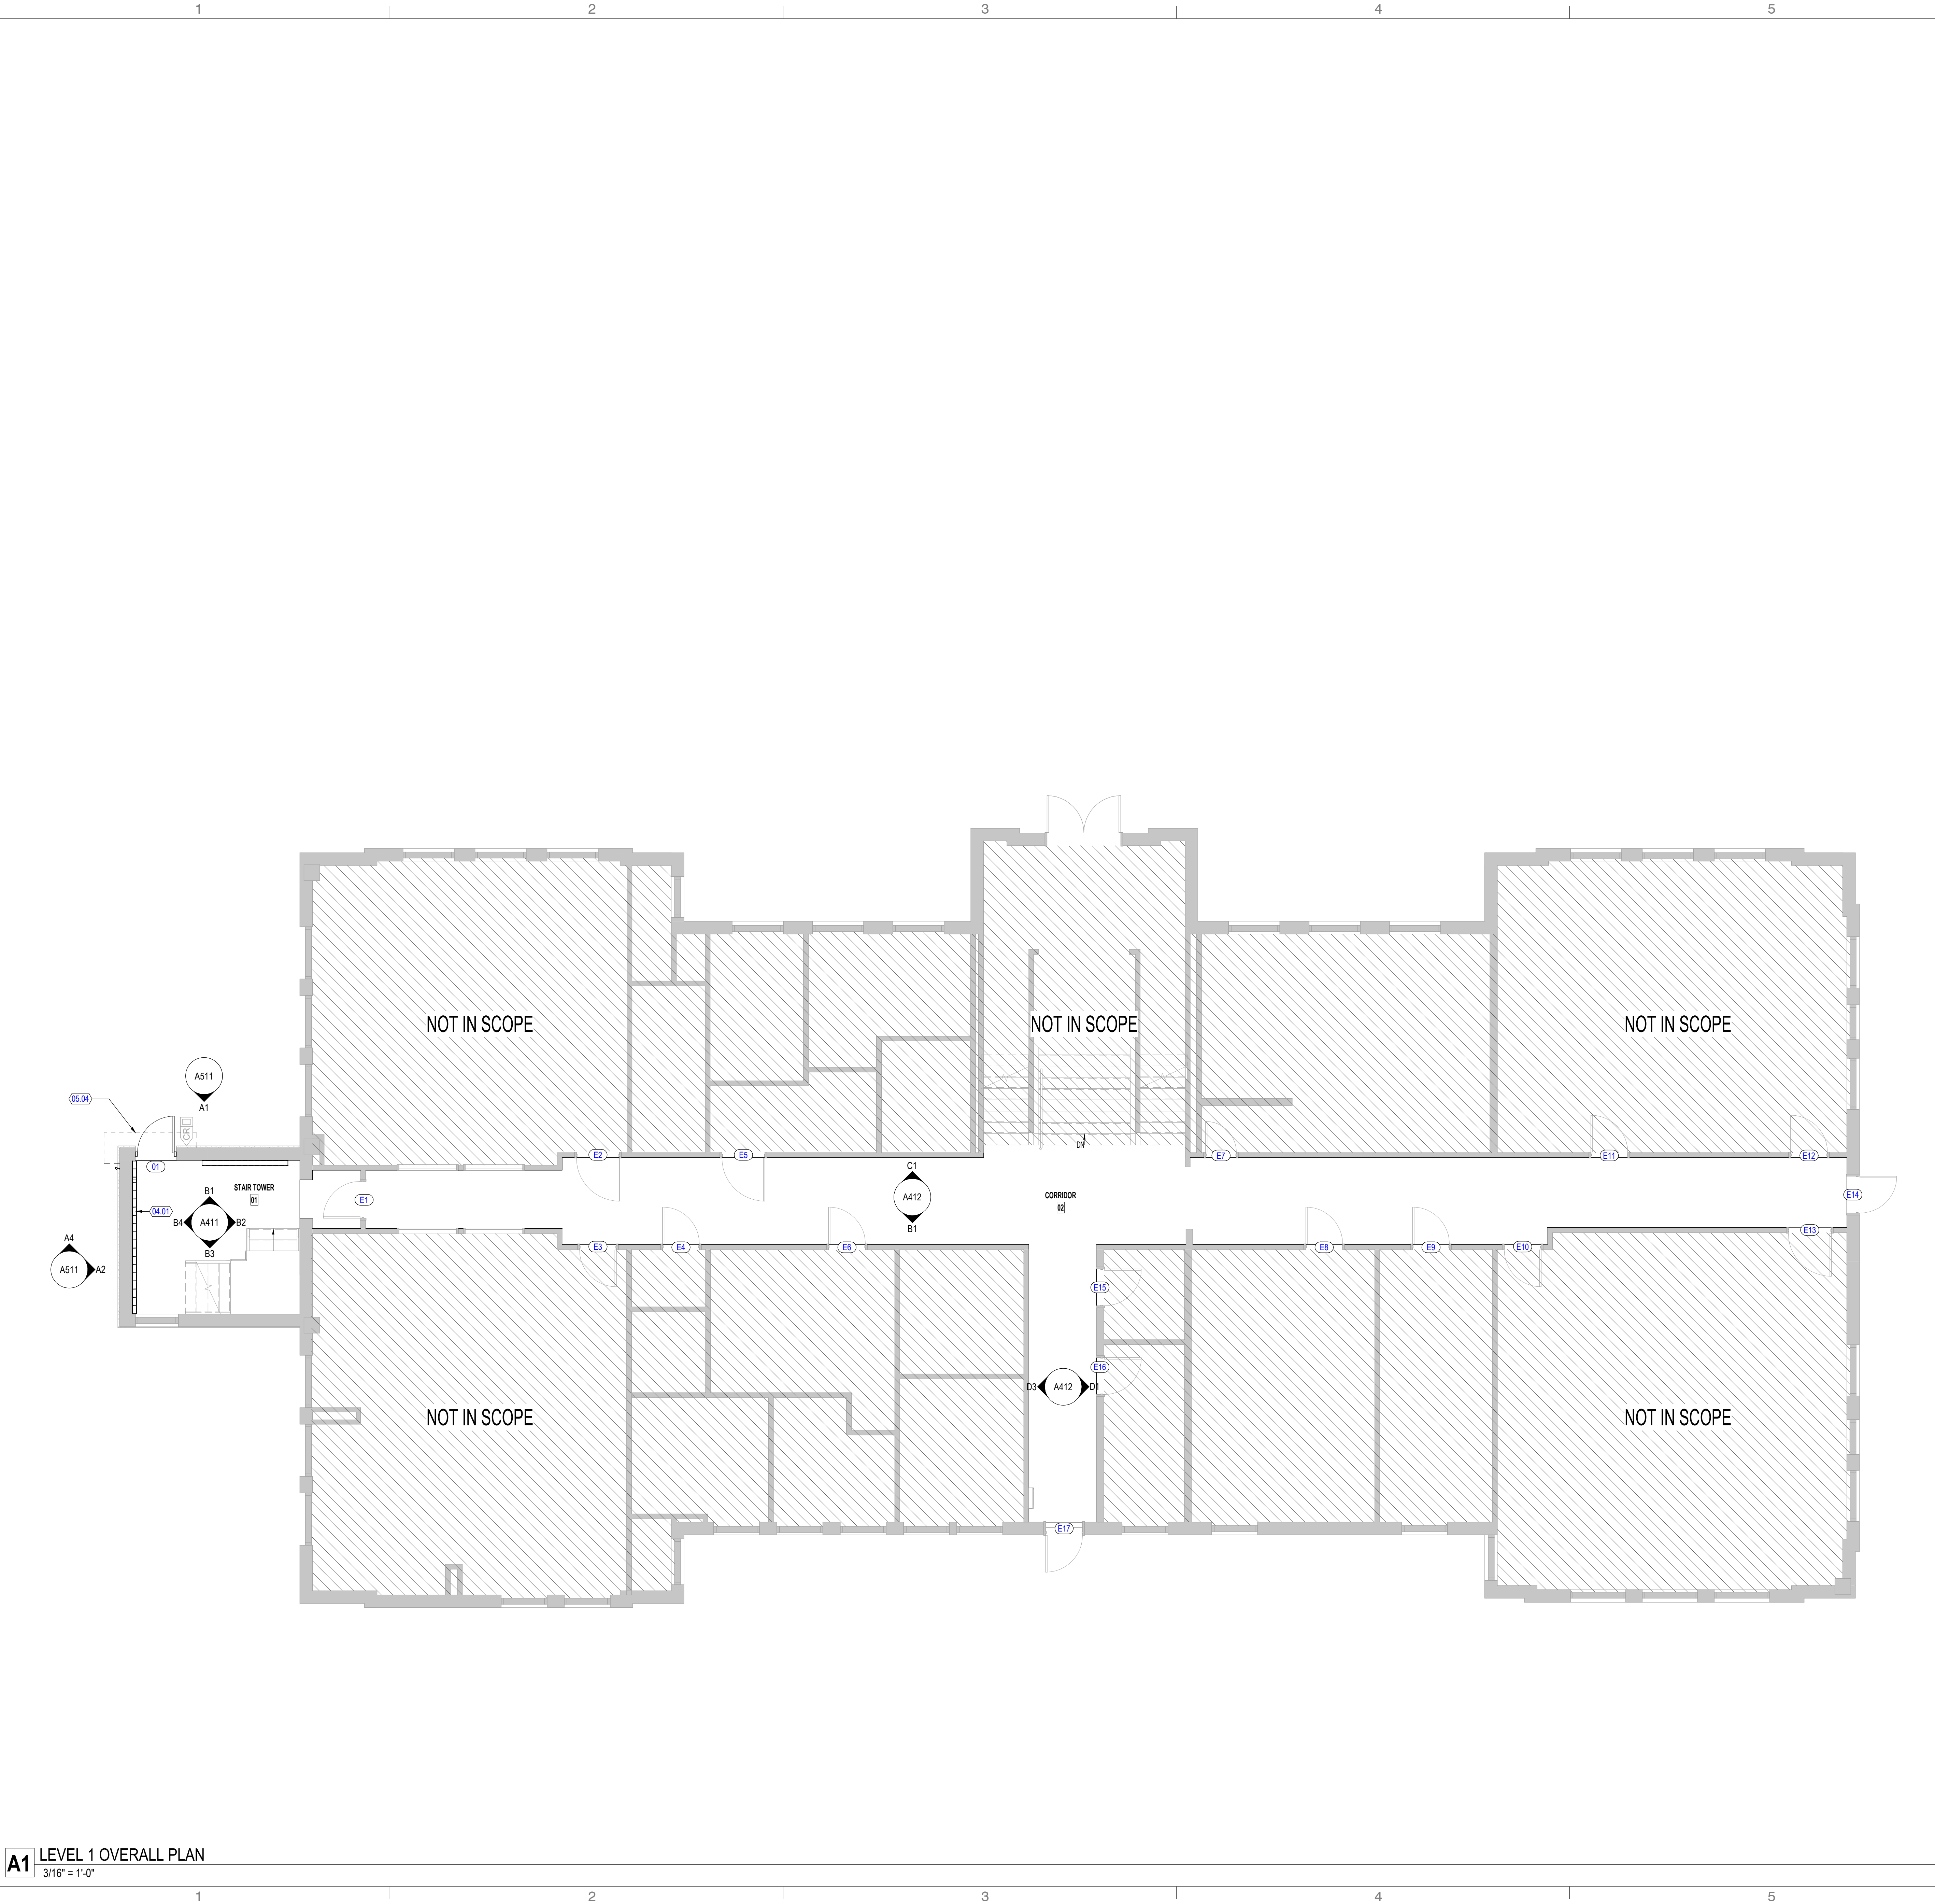 1 2 3 4 5
NOT IN SCOPE NOT IN SCOPE NOT IN SCOPE
A511
A1
05.04
CR
DN
01
E2 E5 E7 E11 E12
STAIR TOWER
01
E1
C1
A412
B1
CORRIDOR
02
E14
04.01
B1
B4 A411 B2
B3
E13
A4
A511 A2
E3 E4 E6 E8 E9 E10
E15
E16
D3 A412 D1
NOT IN SCOPE NOT IN SCOPE
E17
A1 LEVEL 1 OVERALL PLAN
3/16" = 1'-0"
1 2 3 4 5